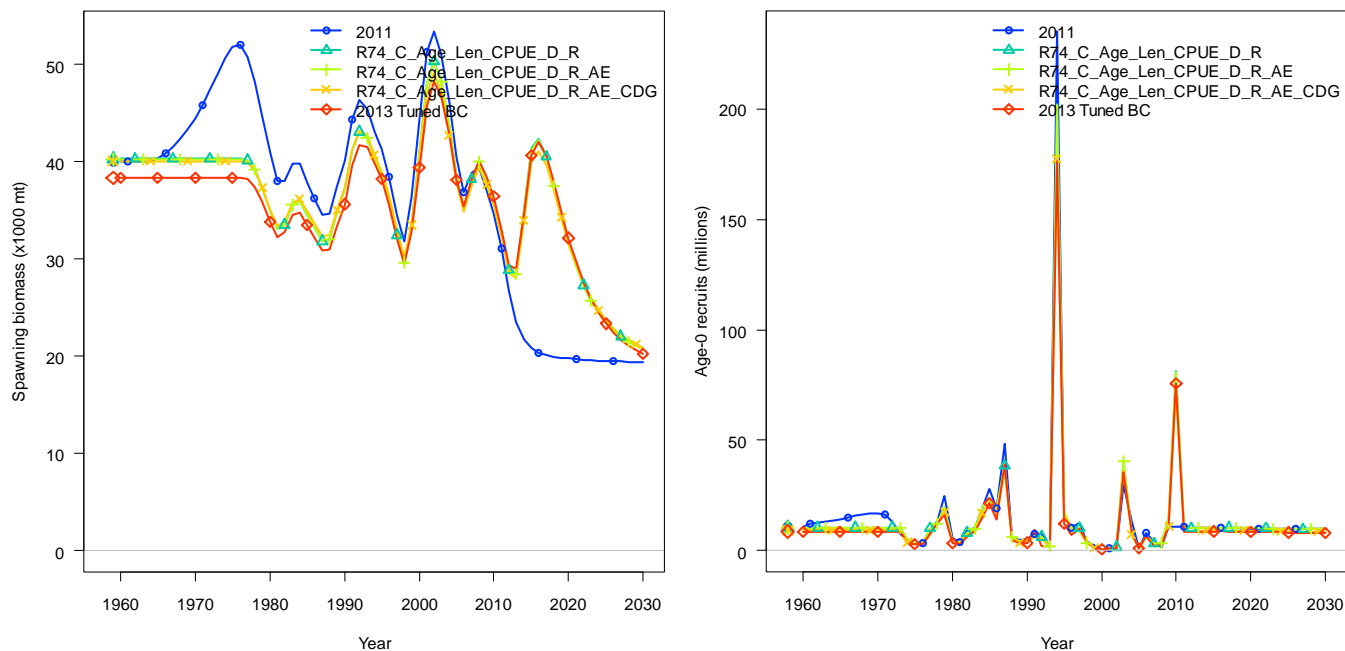 2011
R74_C_Age_Len_CPUE_D_R
R74_C_Age_Len_CPUE_D_R_AE
R74_C_Age_Len_CPUE_D_R_AE_CDG
2013 Tuned BC
Spawning biomass (x1000 mt)
50
40
30
20
10
0
1960 1970 1980 1990 2000 2010 2020 2030
Year
2011
R74_C_Age_Len_CPUE_D_R
R74_C_Age_Len_CPUE_D_R_AE
R74_C_Age_Len_CPUE_D_R_AE_CDG
2013 Tuned BC
Age-0 recruits (millions)
200
150
100
50
0
1960 1970 1980 1990 2000 2010 2020 2030
Year